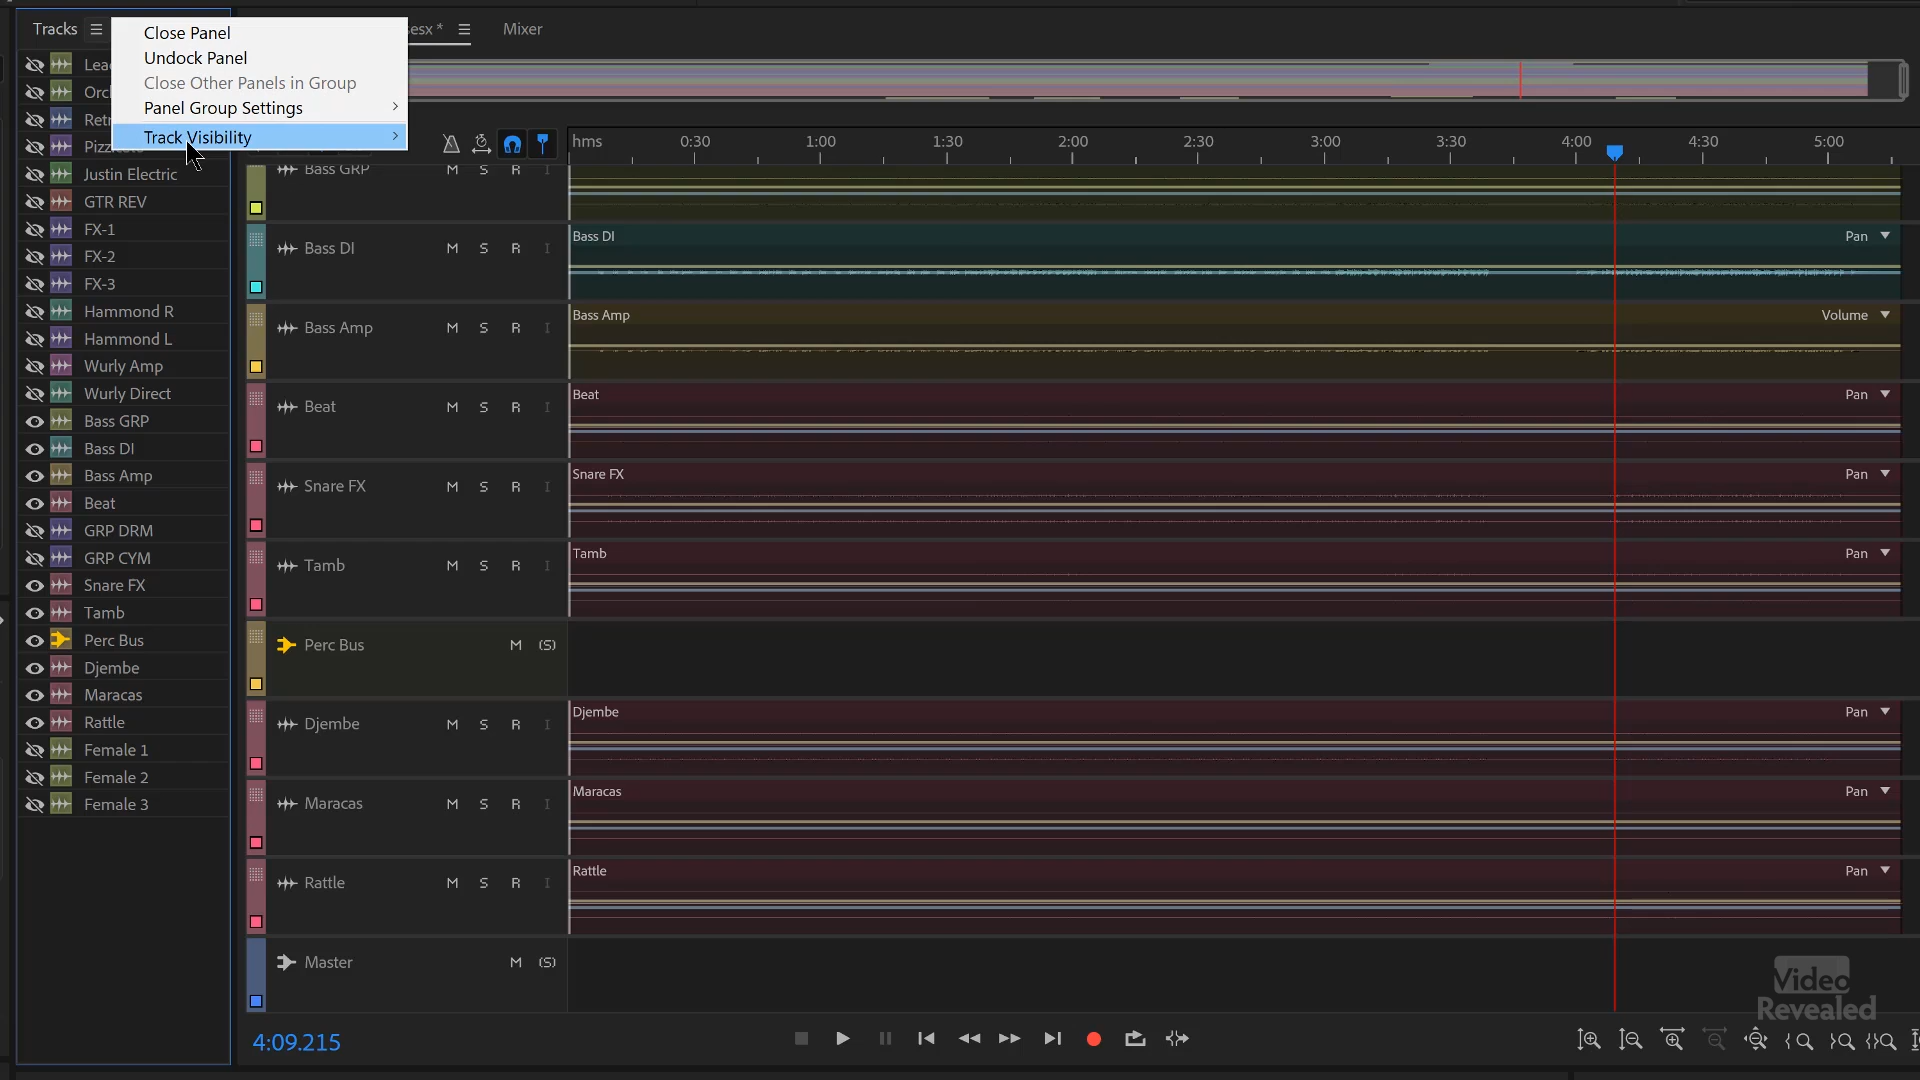 Tracks
Close Panel
Undock Panel
Close Other Panels in Group
Panel Group Settings
Track Visibility
esx *
Mixer
Justin Electric
GTR REV
FX-1
FX-2
FX-3
Hammond R
Hammond L
Wurly Amp
Wurly Direct
Bass GRP
Bass DI
Bass Amp
Beat
GRP DRM
GRP CYM
Snare FX
Tamb
Perc Bus
Djembe
Maracas
Rattle
Female 1
Female 2
Female 3
hms 0:30 1:00 1:30 2:00 2:30 3:00 3:30 4:00 4:30 5:00
Bass GRP M S R I
Bass DI M S R I
Bass DI Pan
Bass Amp M S R I
Bass Amp Volume
Beat M S R I
Beat Pan
Snare FX M S R I
Snare FX Pan
Tamb M S R I
Tamb Pan
Perc Bus M (S)
Djembe M S R I
Djembe Pan
Maracas M S R I
Maracas Pan
Rattle M S R I
Rattle Pan
Master M (S)
4:09.215
Video
Revealed